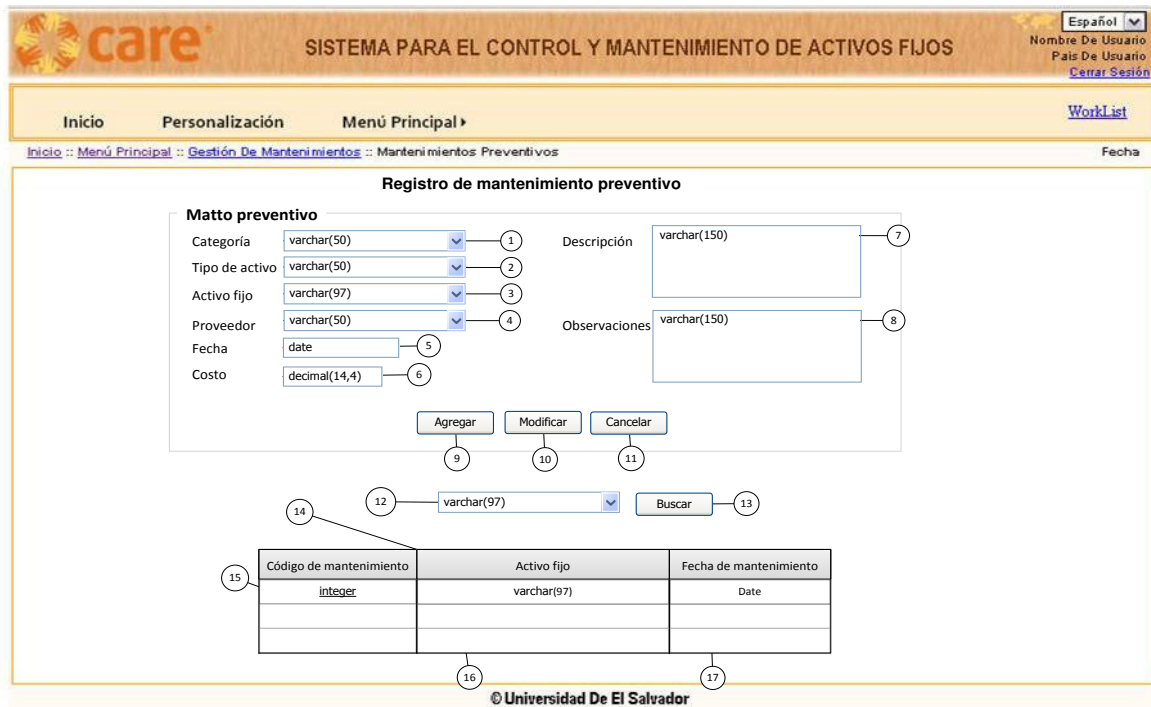 care
SISTEMA PARA EL CONTROL Y MANTENIMIENTO DE ACTIVOS FIJOS
Español
Nombre De Usuario
Pais De Usuario
Cerrar Sesión
Inicio Personalización Menú Principal
WorkList
Inicio :: Menú Principal :: Gestión De Mantenimientos :: Mantenimientos Preventivos Fecha
Registro de mantenimiento preventivo
Matto preventivo
Categoría varchar(50) 1
Tipo de activo varchar(50) 2
Activo fijo varchar(97) 3
Proveedor varchar(50) 4
Fecha date 5
Costo decimal(14,4) 6
Descripción varchar(150) 7
Observaciones varchar(150) 8
Agregar Modificar Cancelar
9 10 11
12 varchar(97) Buscar 13
14
15
Código de mantenimiento Activo fijo Fecha de mantenimiento
integer varchar(97) Date
16 17
© Universidad De El Salvador